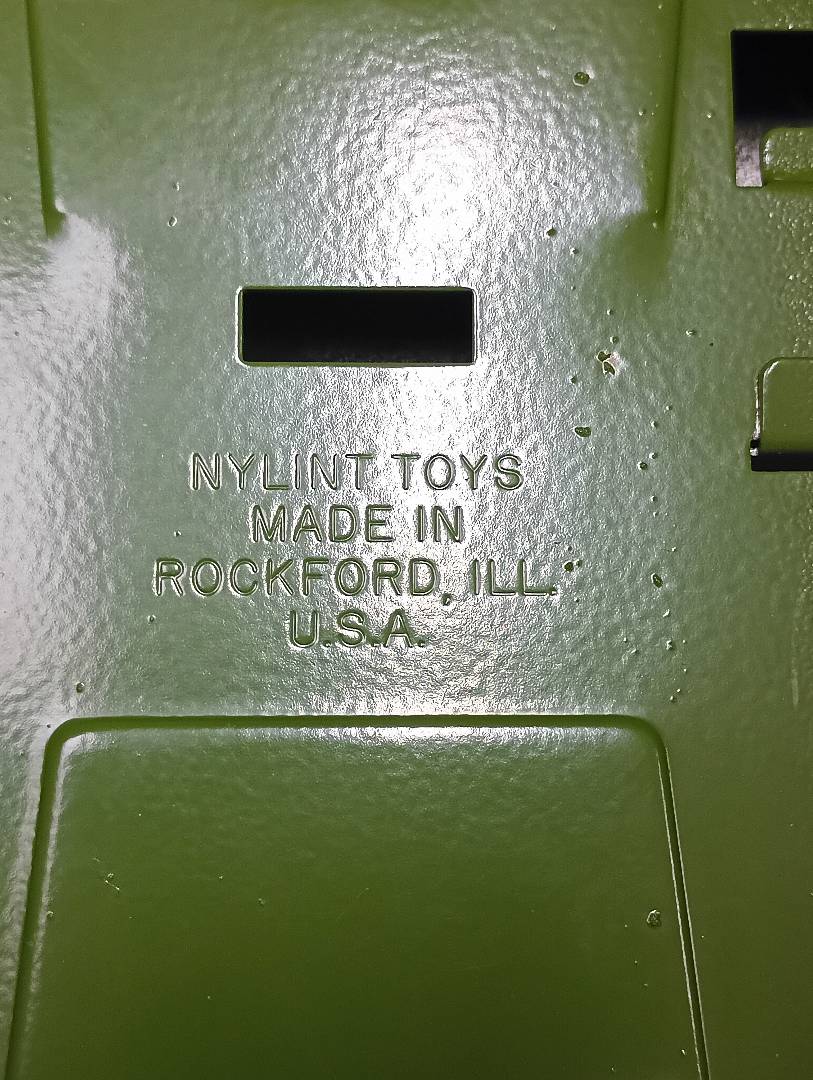 NYLINT TOYS
MADE IN
ROCKFORD, ILL.
U.S.A.